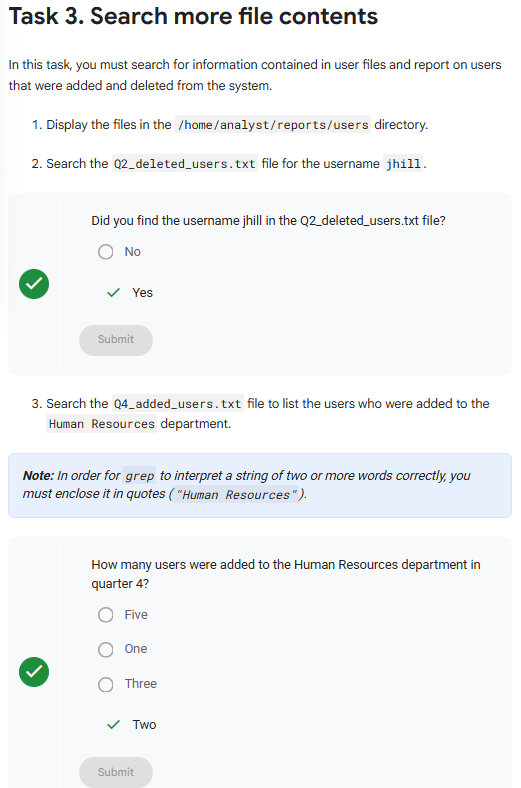 Task 3. Search more file contents
In this task, you must search for information contained in user files and report on users
that were added and deleted from the system.
1. Display the files in the /home/analyst/reports/users directory.
2. Search the Q2_deleted_users.txt file for the username jhill.
Did you find the username jhill in the Q2_deleted_users.txt file?
No
Yes
Submit
3. Search the Q4_added_users.txt file to list the users who were added to the
Human Resources department.
Note: In order for grep to interpret a string of two or more words correctly, you
must enclose it in quotes ("Human Resources").
How many users were added to the Human Resources department in
quarter 4?
Five
One
Three
Two
Submit